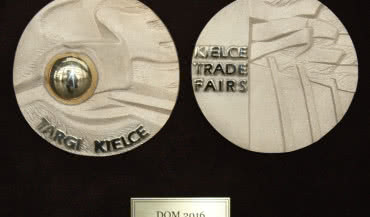 TARGI KIELCE
KIELCE
TRADE
FAIRS
DOM 2016